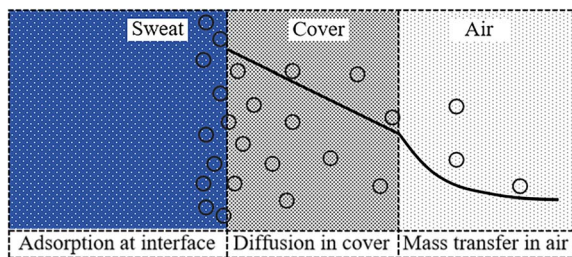 Sweat Cover Air
Adsorption at interface Diffusion in cover Mass transfer in air